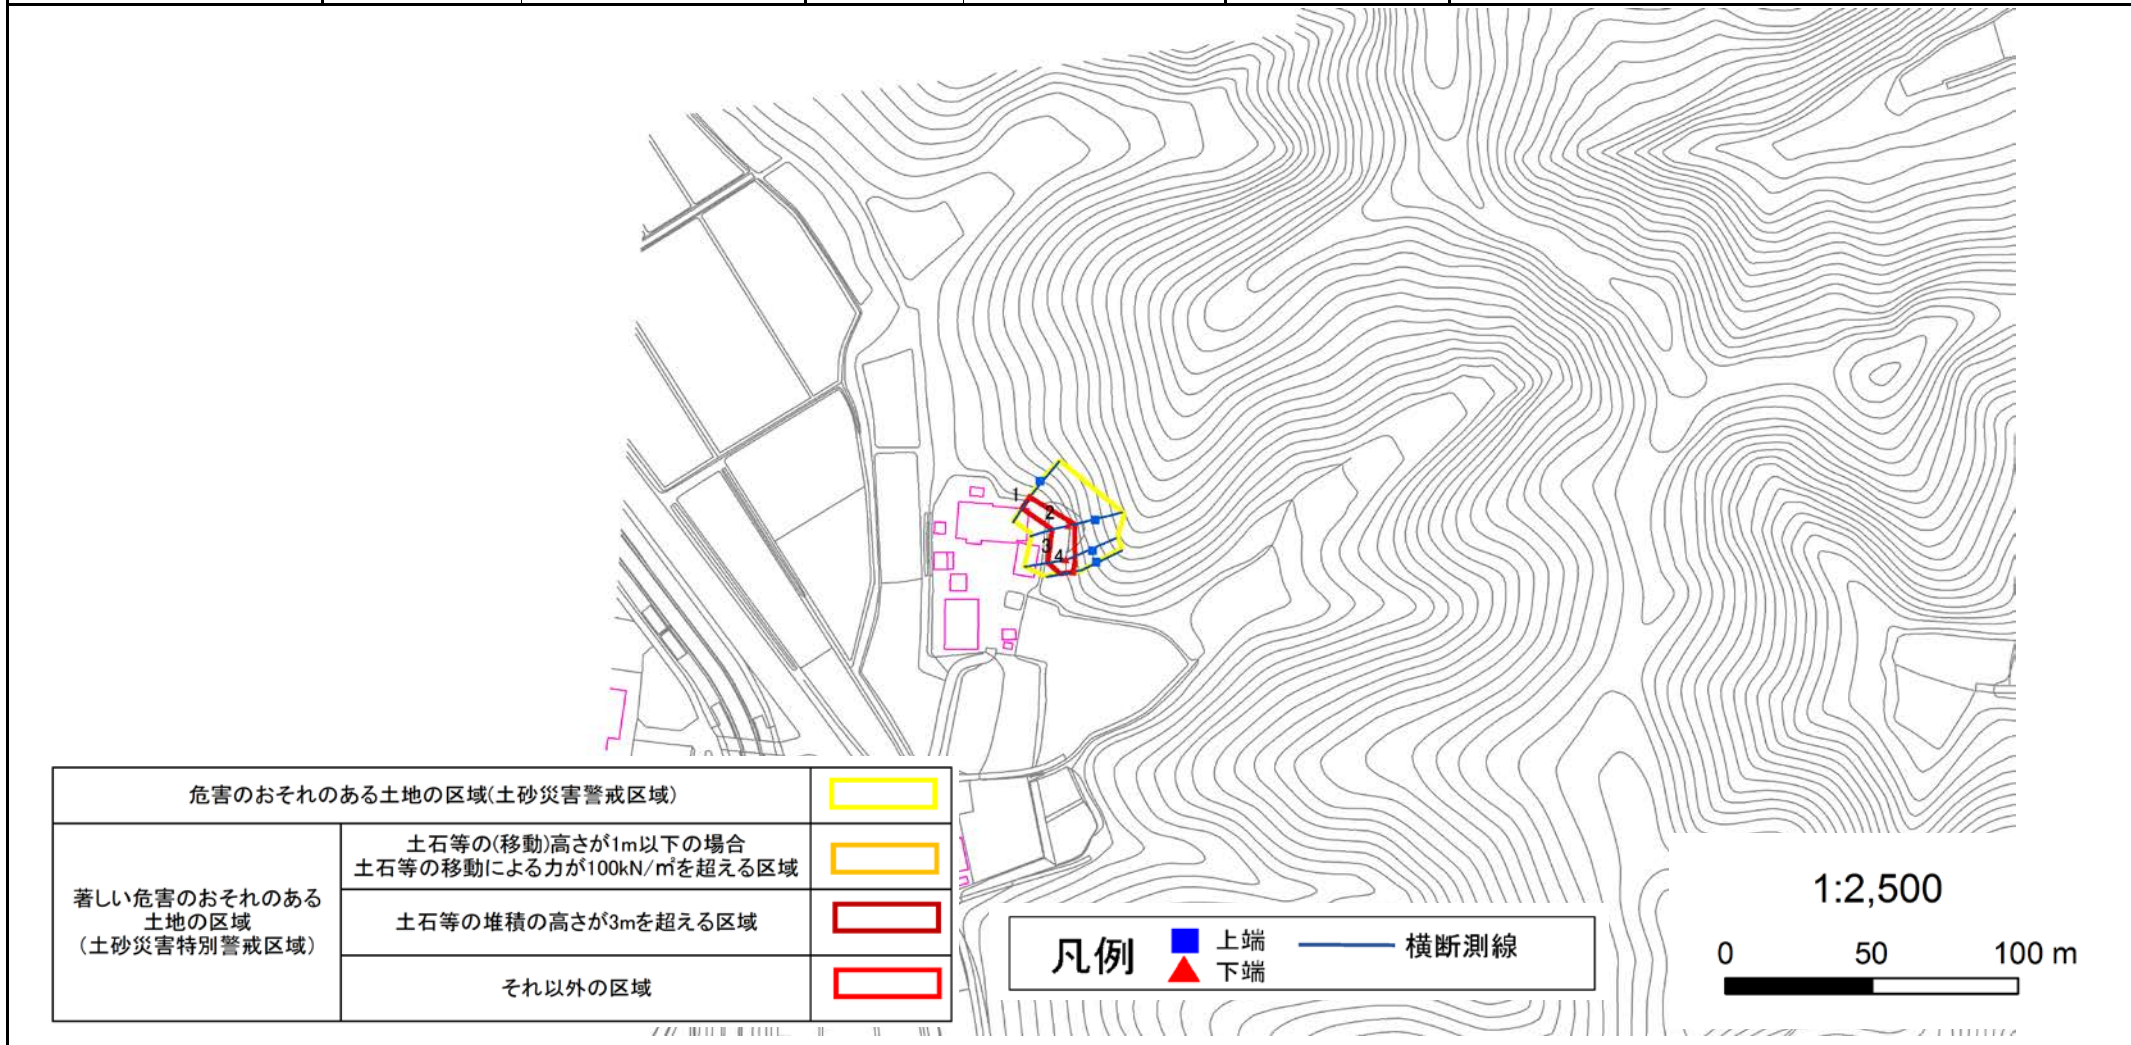 1
2
3
4
危害のおそれのある土地の区域(土砂災害警戒区域)
著しい危害のおそれのある
土地の区域
(土砂災害特別警戒区域)
土石等の(移動)高さが1m以下の場合
土石等の移動による力が100kN/㎡を超える区域
土石等の堆積の高さが3mを超える区域
それ以外の区域
凡例
上端
下端
横断測線
1:2,500
0 50 100 m